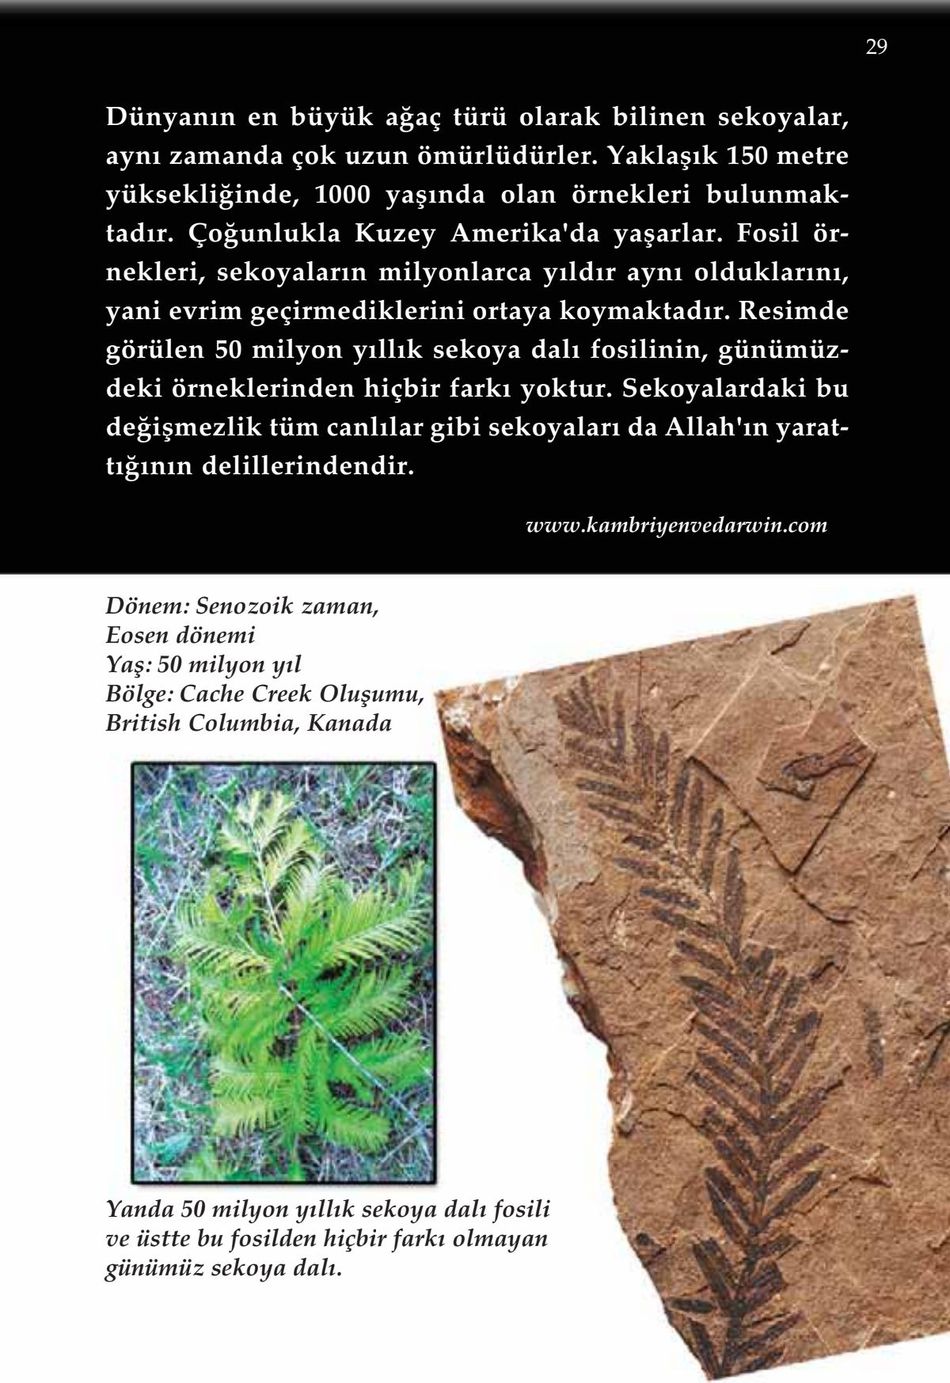 29
Dünyanın en büyük ağaç türü olarak bilinen sekoyalar,
aynı zamanda çok uzun ömürlüdürler. Yaklaşık 150 metre
yüksekliğinde, 1000 yaşında olan örnekleri bulunmak-
tadır. Çoğunlukla Kuzey Amerika'da yaşarlar. Fosil ör-
nekleri, sekoyaların milyonlarca yıldır aynı olduklarını,
yani evrim geçirmediklerini ortaya koymaktadır. Resimde
görülen 50 milyon yıllık sekoya dalı fosilinin, günümüz-
deki örneklerinden hiçbir farkı yoktur. Sekoyalardaki bu
değişmezlik tüm canlılar gibi sekoyaları da Allah'ın yarat-
tığının delillerindendir.
www.kambriyenvedarwin.com
Dönem: Senozoik zaman,
Eosen dönemi
Yaş: 50 milyon yıl
Bölge: Cache Creek Oluşumu,
British Columbia, Kanada
Yanda 50 milyon yıllık sekoya dalı fosili
ve üstte bu fosilden hiçbir farkı olmayan
günümüz sekoya dalı.